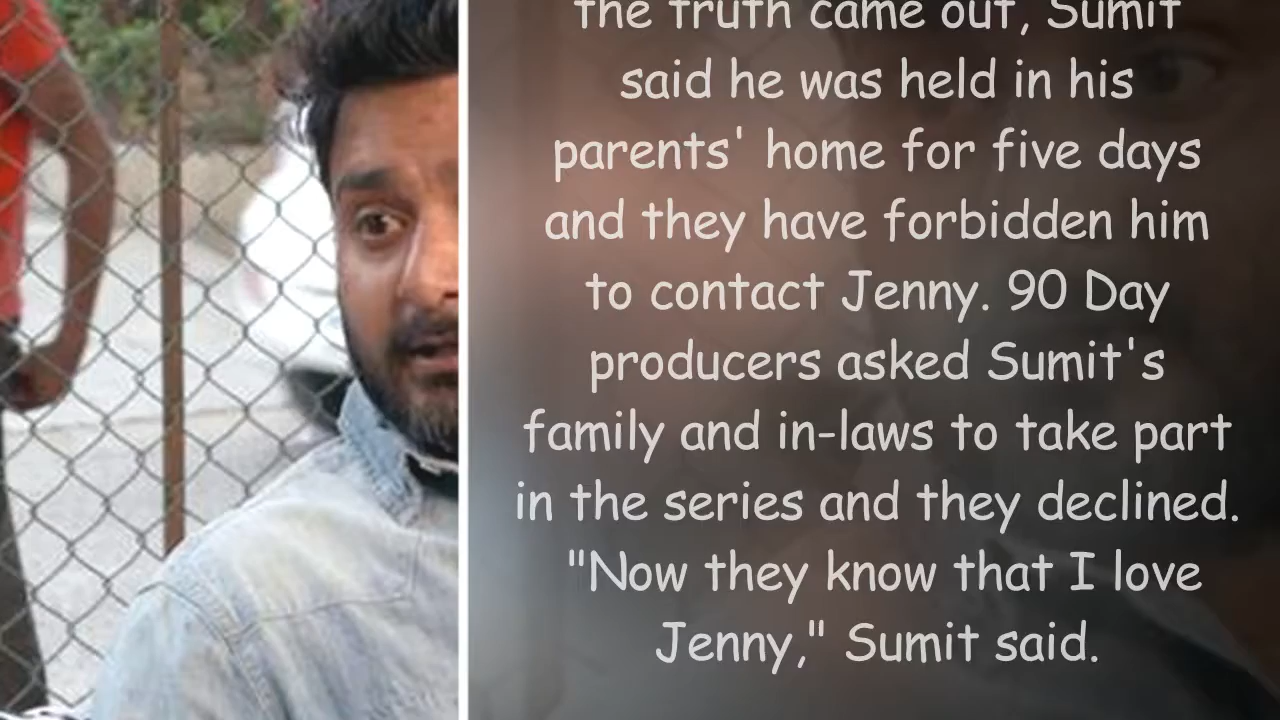 the truth came out, Sumit
said he was held in his
parents' home for five days
and they have forbidden him
to contact Jenny. 90 Day
producers asked Sumit's
family and in-laws to take part
in the series and they declined.
"Now they know that I love
Jenny," Sumit said.